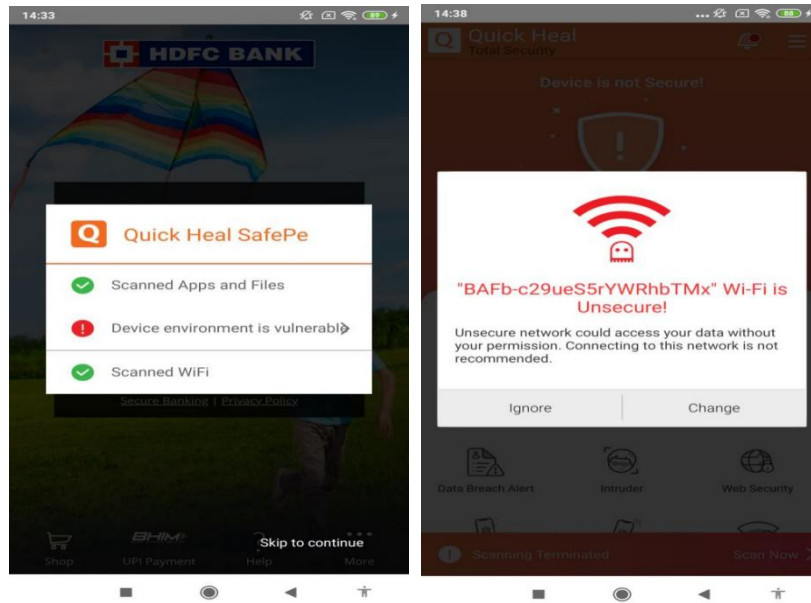 14:33
89
HDFC BANK
Q
Quick Heal SafePe
Scanned Apps and Files
!
Device environment is vulnerable
Scanned WiFi
Secure Banking | Privacy Policy
Skip to continue
Shop
BHIM
UPI Payment
Help
More
14:38
88
Q
Quick Heal
Total Security
Device is not Secure!
"BAFb-c29ueS5rYWRhbTMx" Wi-Fi is
Unsecure!
Unsecure network could access your data without
your permission. Connecting to this network is not
recommended.
Ignore
Change
Data Breach Alert
Intruder
Web Security
!
Scanning Terminated
Scan Now